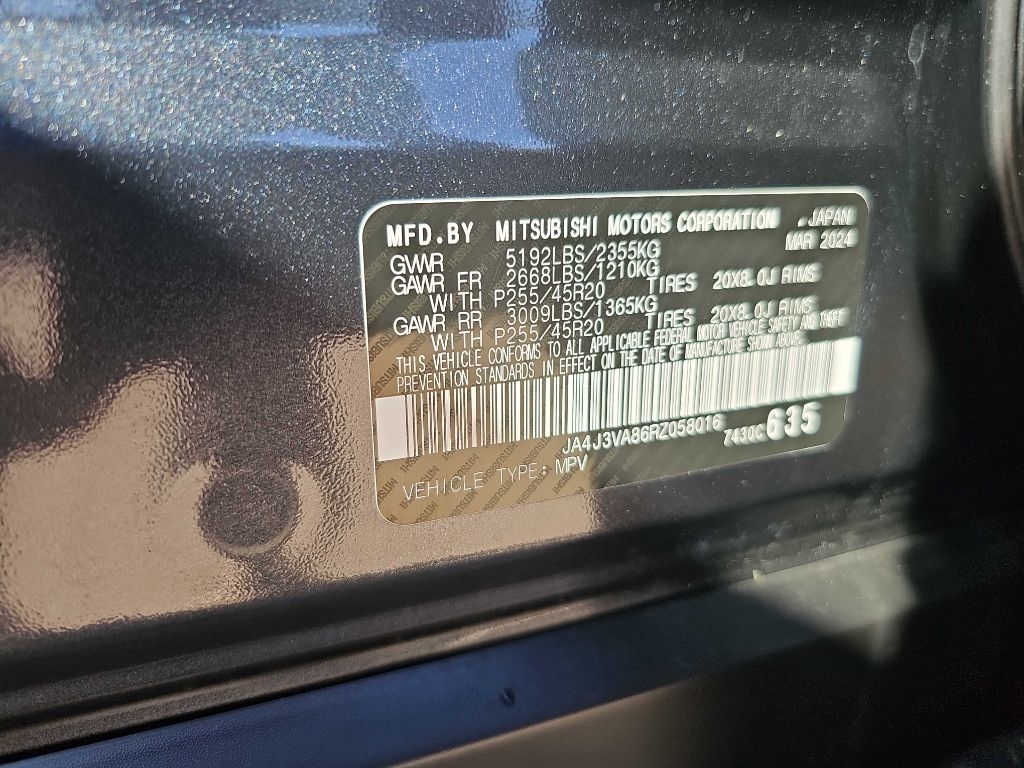 MFD.BY MITSUBISHI MOTORS CORPORATION .JAPAN
MAR 2024
GVWR 5192LBS/2355KG
GAWR FR 2668LBS/1210KG
WITH P255/45R20 TIRES 20X8.0J RIMS
GAWR RR 3009LBS/1365KG
WITH P255/45R20 TIRES 20X8.0J RIMS
THIS VEHICLE CONFORMS TO ALL APPLICABLE FEDERAL MOTOR VEHICLE SAFETY AND THEFT
PREVENTION STANDARDS IN EFFECT ON THE DATE OF MANUFACTURE SHOWN ABOVE.
JA4J3VA86RZ058016 7430C635
VEHICLE TYPE: MPV